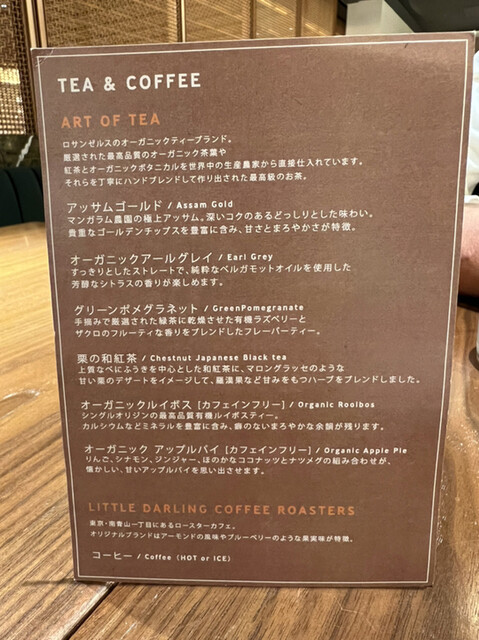 TEA & COFFEE
ART OF TEA
ロサンゼルスのオーガニックティーブランド。
厳選された最高品質のオーガニック茶葉や
紅茶とオーガニックボタニカルを世界中の生産農家から直接仕入れています。
それらを丁寧にハンドブレンドして作り出された最高級のお茶。
アッサムゴールド / Assam Gold
マンガラム農園の極上アッサム。深いコクのあるどっしりとした味わい。
貴重なゴールデンチップスを豊富に含み、甘さとまろやかさが特徴。
オーガニックアールグレイ / Earl Grey
すっきりとしたストレートで、純粋なベルガモットオイルを使用した
芳醇なシトラスの香りが楽しめます。
グリーンポメグラネット / GreenPomegranate
手摘みで厳選された緑茶に乾燥させた有機ラズベリーと
ザクロのフルーティな香りをブレンドしたフレーバーティー。
栗の和紅茶 / Chestnut Japanese Black tea
上質なべにふうきを中心とした和紅茶に、マロングラッセのような
甘い栗のデザートをイメージして、羅漢果など甘みをもつハーブをブレンドしました。
オーガニックルイボス [カフェインフリー] / Organic Rooibos
シングルオリジンの最高品質有機ルイボスティー。
カルシウムなどミネラルを豊富に含み、癖のないまろやかな余韻が残ります。
オーガニック アップルパイ [カフェインフリー] / Organic Apple Pie
りんご、シナモン、ジンジャー、ほのかなココナッツとナツメグの組み合わせが、
懐かしい、甘いアップルパイを思い出させます。
LITTLE DARLING COFFEE ROASTERS
東京・南青山一丁目にあるロースターカフェ。
オリジナルブランドはアーモンドの風味やブルーベリーのような果実味が特徴。
コーヒー / Coffee (HOT or ICE)